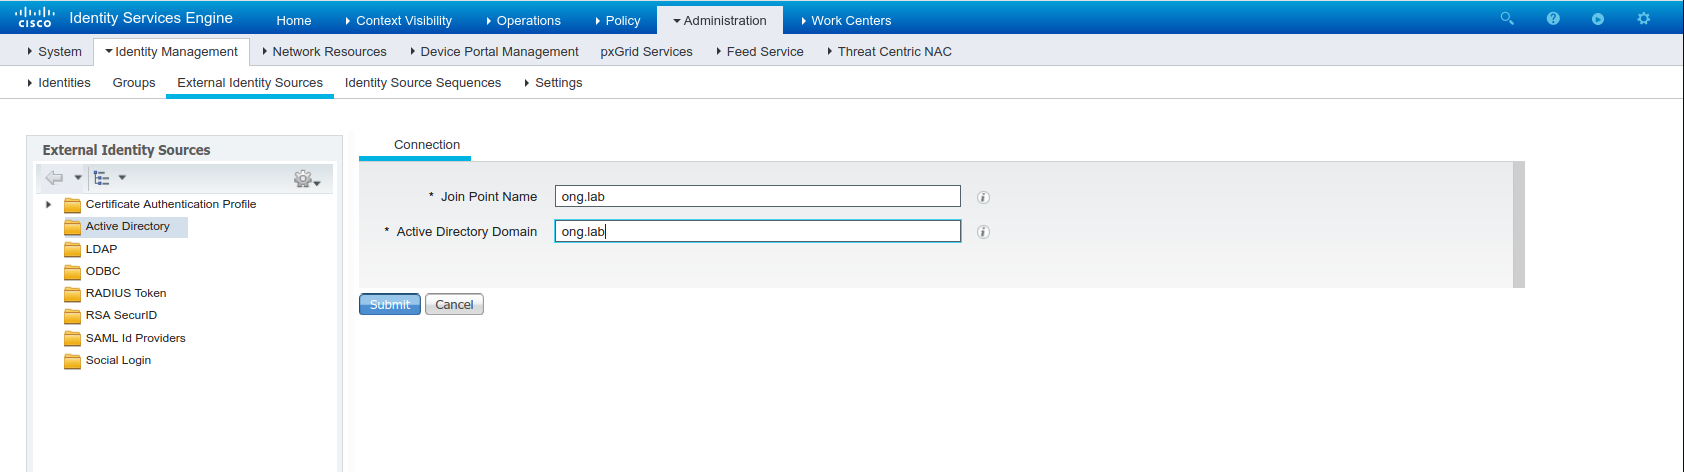 cisco Identity Services Engine Home Context Visibility Operations Policy Administration Work Centers
System Identity Management Network Resources Device Portal Management pxGrid Services Feed Service Threat Centric NAC
Identities Groups External Identity Sources Identity Source Sequences Settings
External Identity Sources
Certificate Authentication Profile
Active Directory
LDAP
ODBC
RADIUS Token
RSA SecurID
SAML Id Providers
Social Login
Connection
* Join Point Name ong.lab i
* Active Directory Domain ong.lab i
Submit Cancel